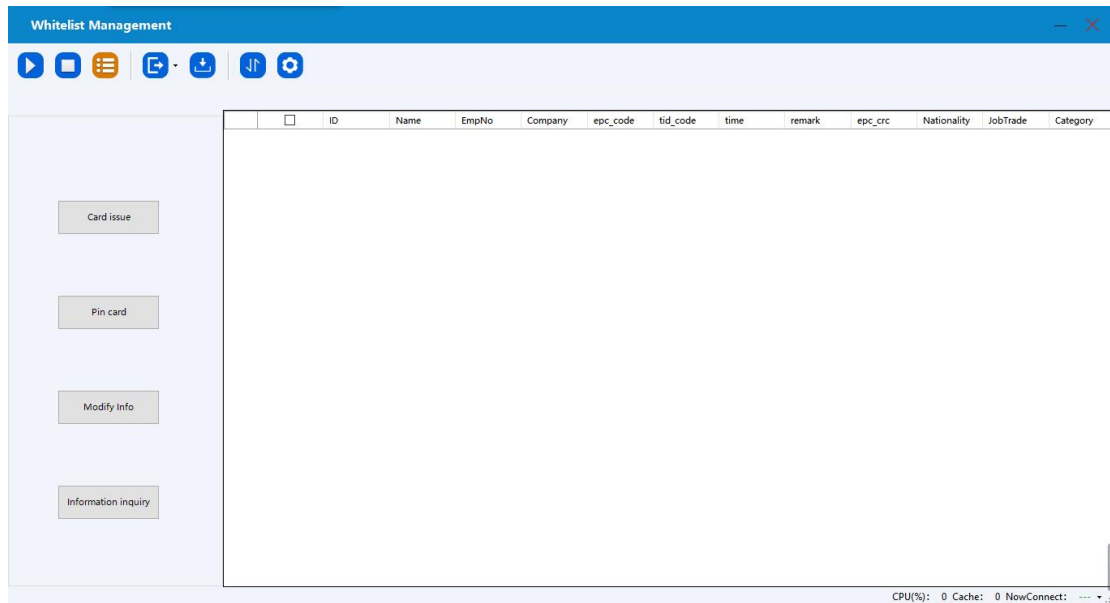 Whitelist Management
ID Name EmpNo Company epc_code tid_code time remark epc_crc Nationality JobTrade Category
Card issue
Pin card
Modify Info
Information inquiry
CPU(%): 0 Cache: 0 NowConnect: ---